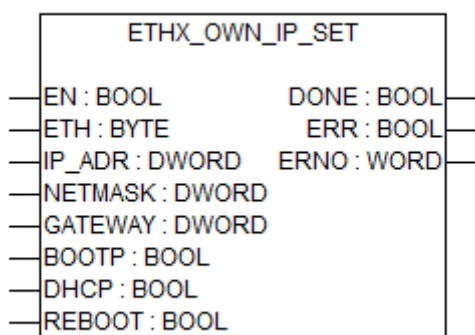 ETHX_OWN_IP_SET
EN : BOOL DONE : BOOL
ETH : BYTE ERR : BOOL
IP_ADR : DWORD ERNO : WORD
NETMASK : DWORD
GATEWAY : DWORD
BOOTP : BOOL
DHCP : BOOL
REBOOT : BOOL